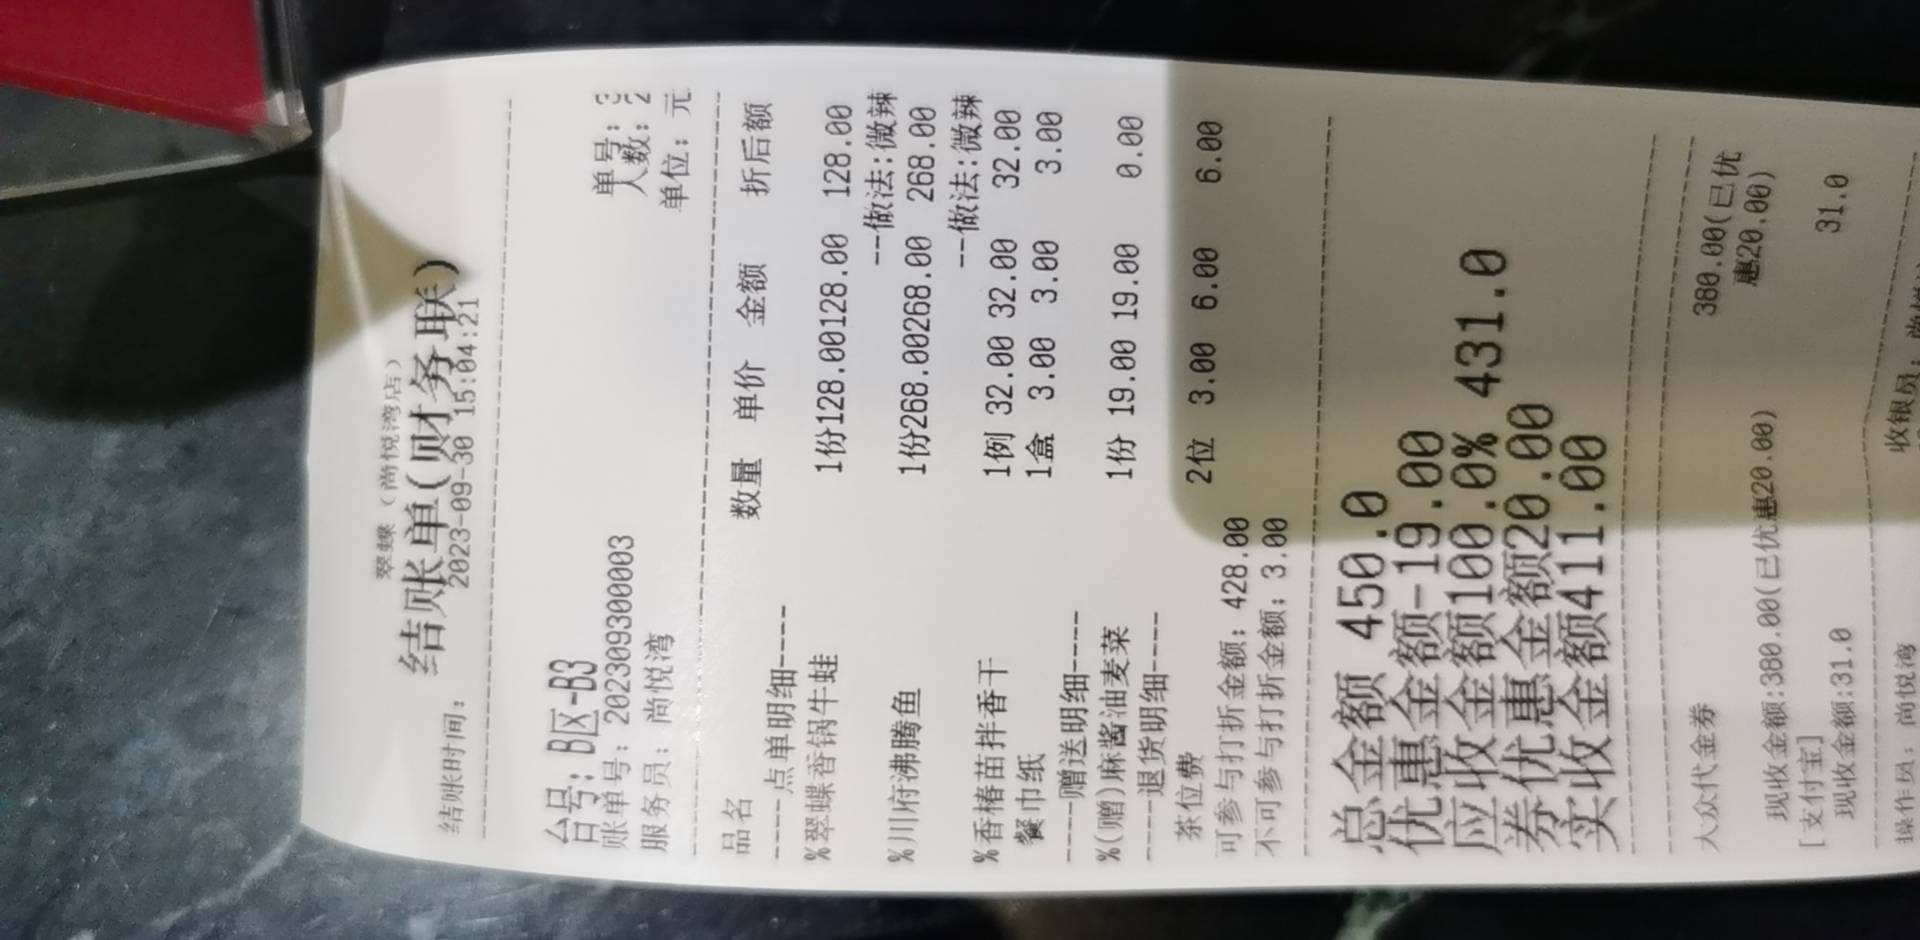 翠蝶（尚悦湾店）
结账单(财务联)
结账时间: 2023-09-30 15:04:21
单号: 3
台号: B区-B3 人数: 2
账单号: 202309300003
服务员: 尚悦湾 单位: 元
品名 数量 单价 金额 折后额
----点单明细----
%翠蝶香锅牛蛙 1份128.00128.00 128.00
--做法:微辣
%川府沸腾鱼 1份268.00268.00 268.00
--做法:微辣
%香椿苗拌香干 1例 32.00 32.00 32.00
餐巾纸 1盒 3.00 3.00 3.00
----赠送明细----
%(赠)麻酱油麦菜 1份 19.00 19.00 0.00
----退货明细----
茶位费 2位 3.00 6.00 6.00
可参与打折金额: 428.00
不可参与打折金额: 3.00
总金额 450.0
优惠金额-19.00
应收金额100.0% 431.0
券优惠金额20.00
实收金额411.00
大众代金券 380.00(已优
惠20.00)
现收金额:380.00(已优惠20.00)
[支付宝] 31.0
现收金额:31.0
操作员: 尚悦湾 收银员: